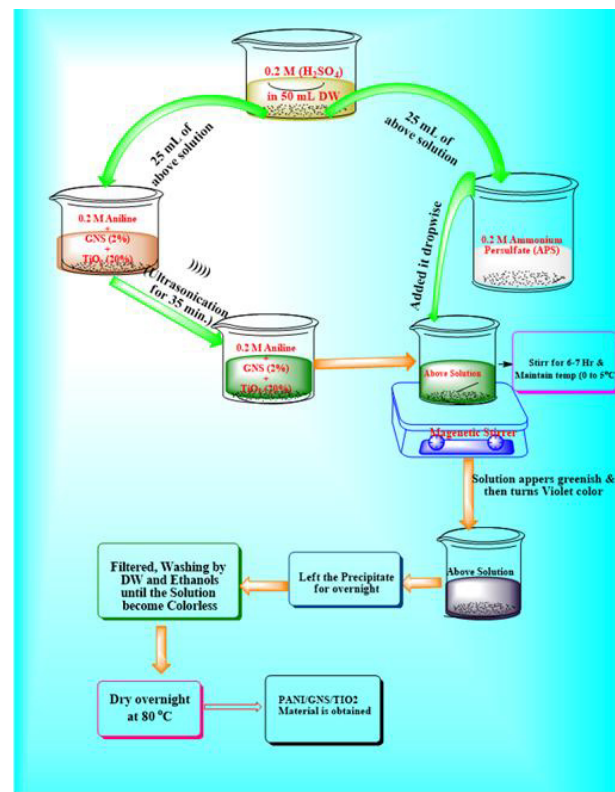 0.2 M (H2SO4)
in 50 mL DW
25 mL of
above solution
25 mL of
above solution
0.2 M Aniline
+
GNS (2%)
+
TiO2 (20%)
)))))
(Ultrasonication
for 35 min.)
0.2 M Ammonium
Persulfate (APS)
Added it dropwise
0.2 M Aniline
+
GNS (2%)
+
TiO2 (20%)
Above Solution
Stirr for 6-7 Hr &
Maintain temp (0 to 5°C)
Magenetic Stirrer
Solution appers greenish &
then turns Violet color
Above Solution
Left the Precipitate
for overnight
Filtered, Washing by
DW and Ethanols
until the Solution
become Colorless
Dry overnight
at 80 °C
PANI/GNS/TIO2
Material is obtained